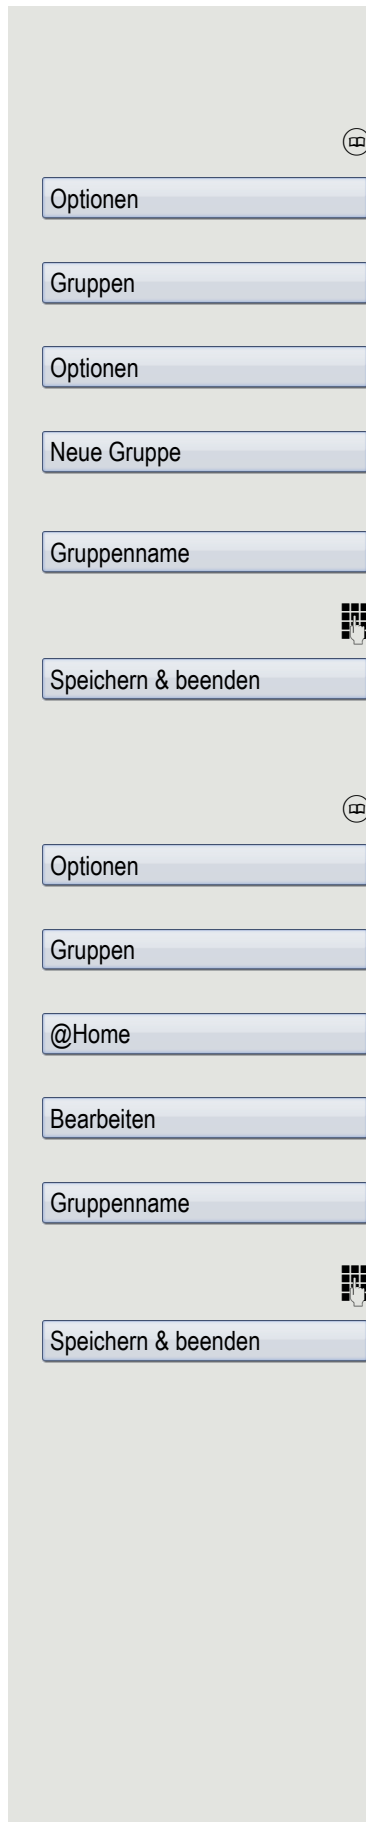 Optionen
Gruppen
Optionen
Neue Gruppe
Gruppenname
Speichern & beenden
Optionen
Gruppen
@Home
Bearbeiten
Gruppenname
Speichern & beenden